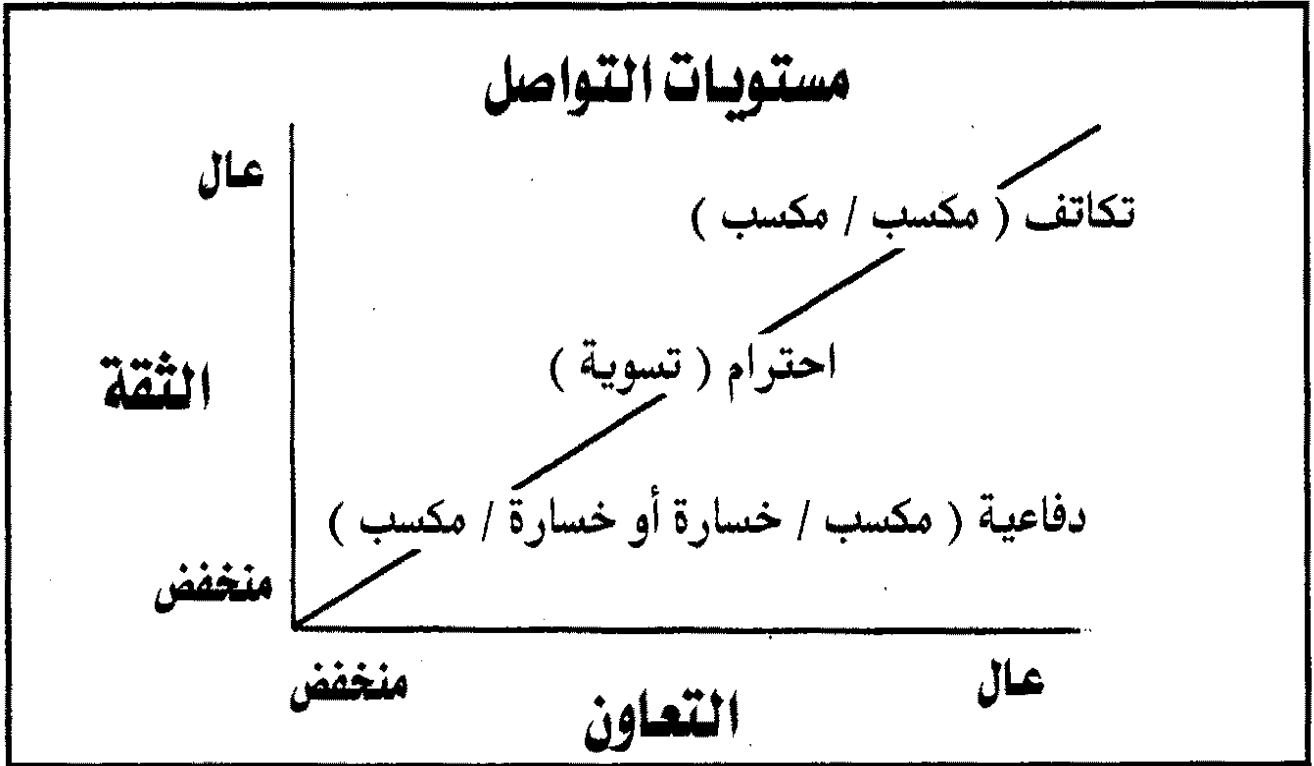 مستويات التواصل
عال
تكاتف ( مكسب / مكسب )
احترام ( تسوية )
الثقة
دفاعية ( مكسب / خسارة أو خسارة / مكسب )
منخفض
منخفض
عال
التعاون